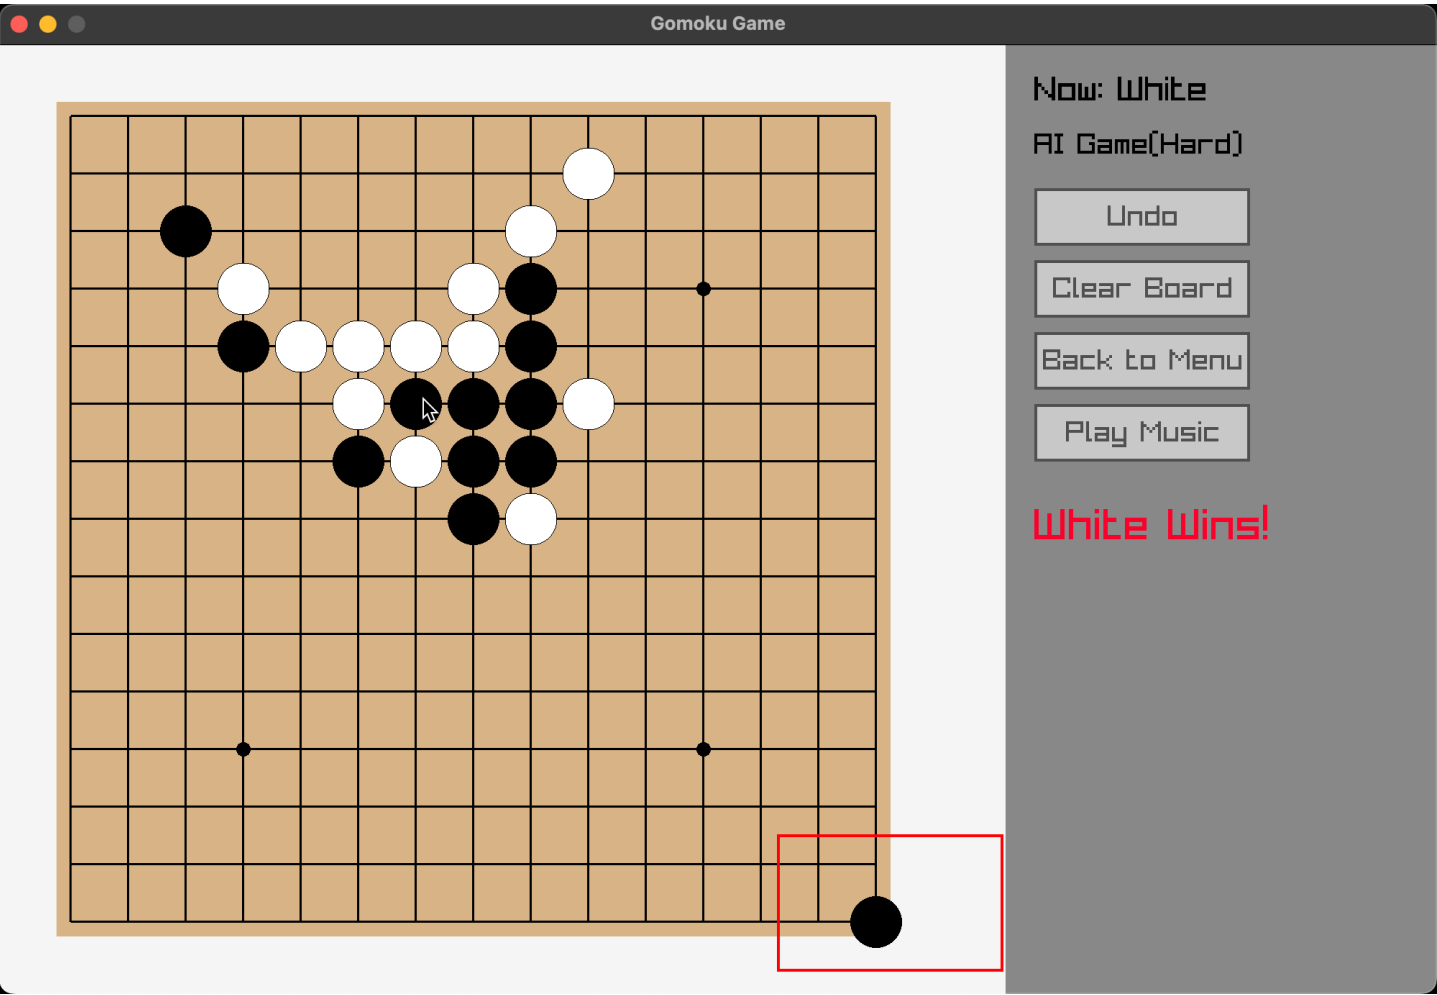 Gomoku Game
Now: White
AI Game(Hard)
Undo
Clear Board
Back to Menu
Play Music
White Wins!